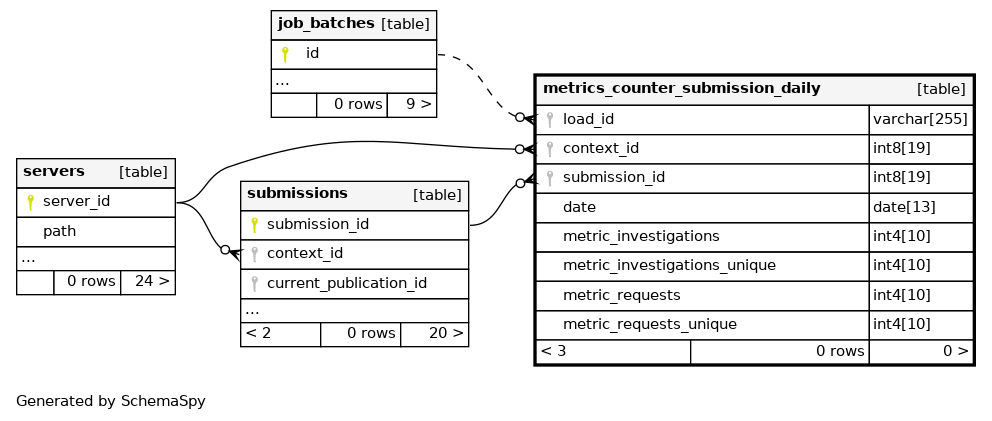 job_batches [table]
id
...
0 rows 9 >
metrics_counter_submission_daily [table]
load_id varchar[255]
context_id int8[19]
submission_id int8[19]
date date[13]
metric_investigations int4[10]
metric_investigations_unique int4[10]
metric_requests int4[10]
metric_requests_unique int4[10]
< 3 0 rows 0 >
servers [table]
server_id
path
...
0 rows 24 >
submissions [table]
submission_id
context_id
current_publication_id
...
< 2 0 rows 20 >
Generated by SchemaSpy